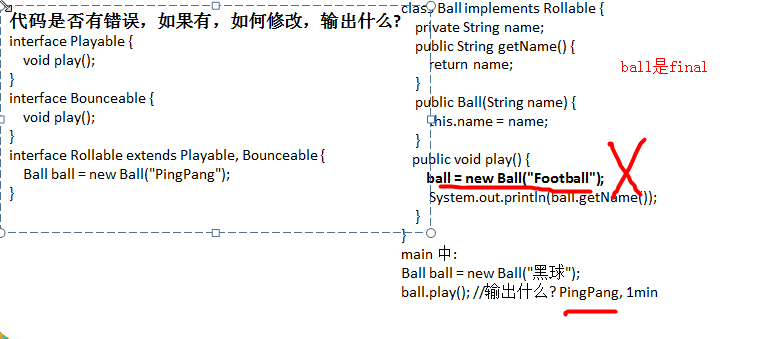 代码是否有错误，如果有，如何修改，输出什么?
interface Playable {
void play();
}
interface Bounceable {
void play();
}
interface Rollable extends Playable, Bounceable {
Ball ball = new Ball("PingPang");
}
class Ball implements Rollable {
private String name;
public String getName() {
return name;
}
public Ball(String name) {
this.name = name;
}
public void play() {
ball = new Ball("Football");
System.out.println(ball.getName());
}
}
main 中:
Ball ball = new Ball("黑球");
ball.play(); //输出什么? PingPang, 1min
ball是final